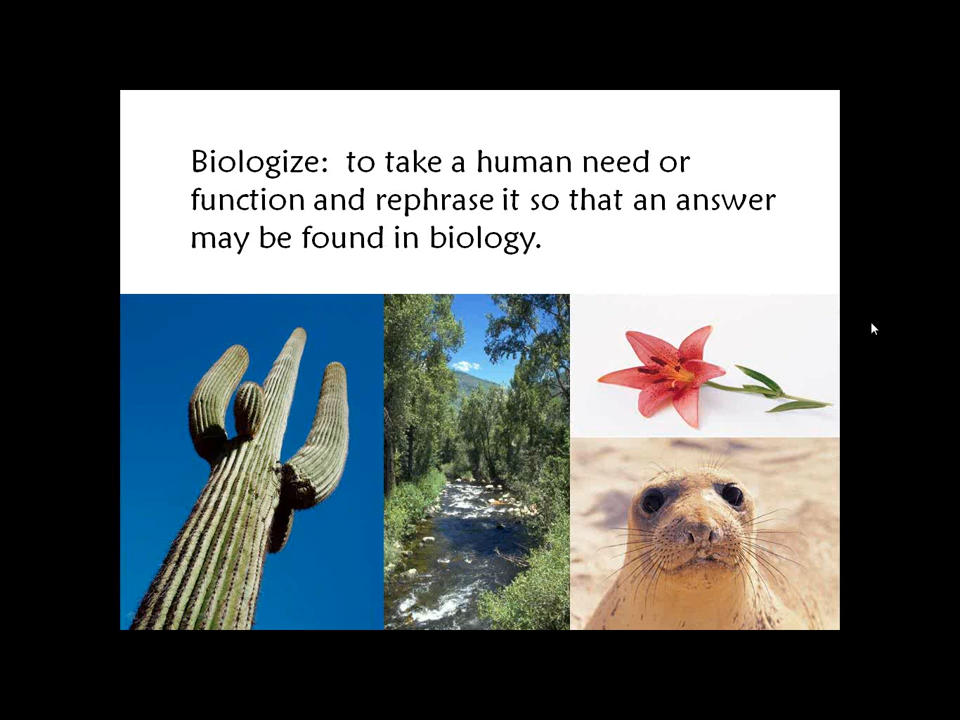 Biologize:  to take a human need or
function and rephrase it so that an answer
may be found in biology.